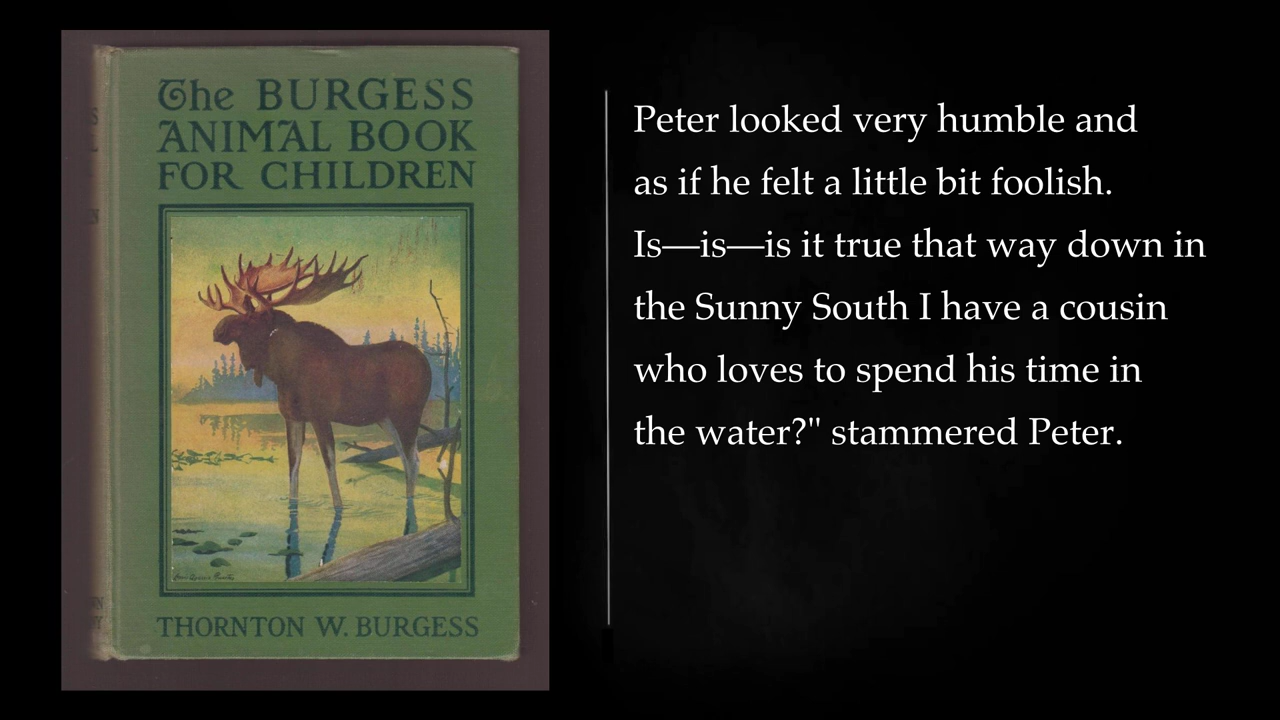 The BURGESS
ANIMAL BOOK
FOR CHILDREN
THORNTON W. BURGESS
Peter looked very humble and
as if he felt a little bit foolish.
Is—is—is it true that way down in
the Sunny South I have a cousin
who loves to spend his time in
the water?" stammered Peter.